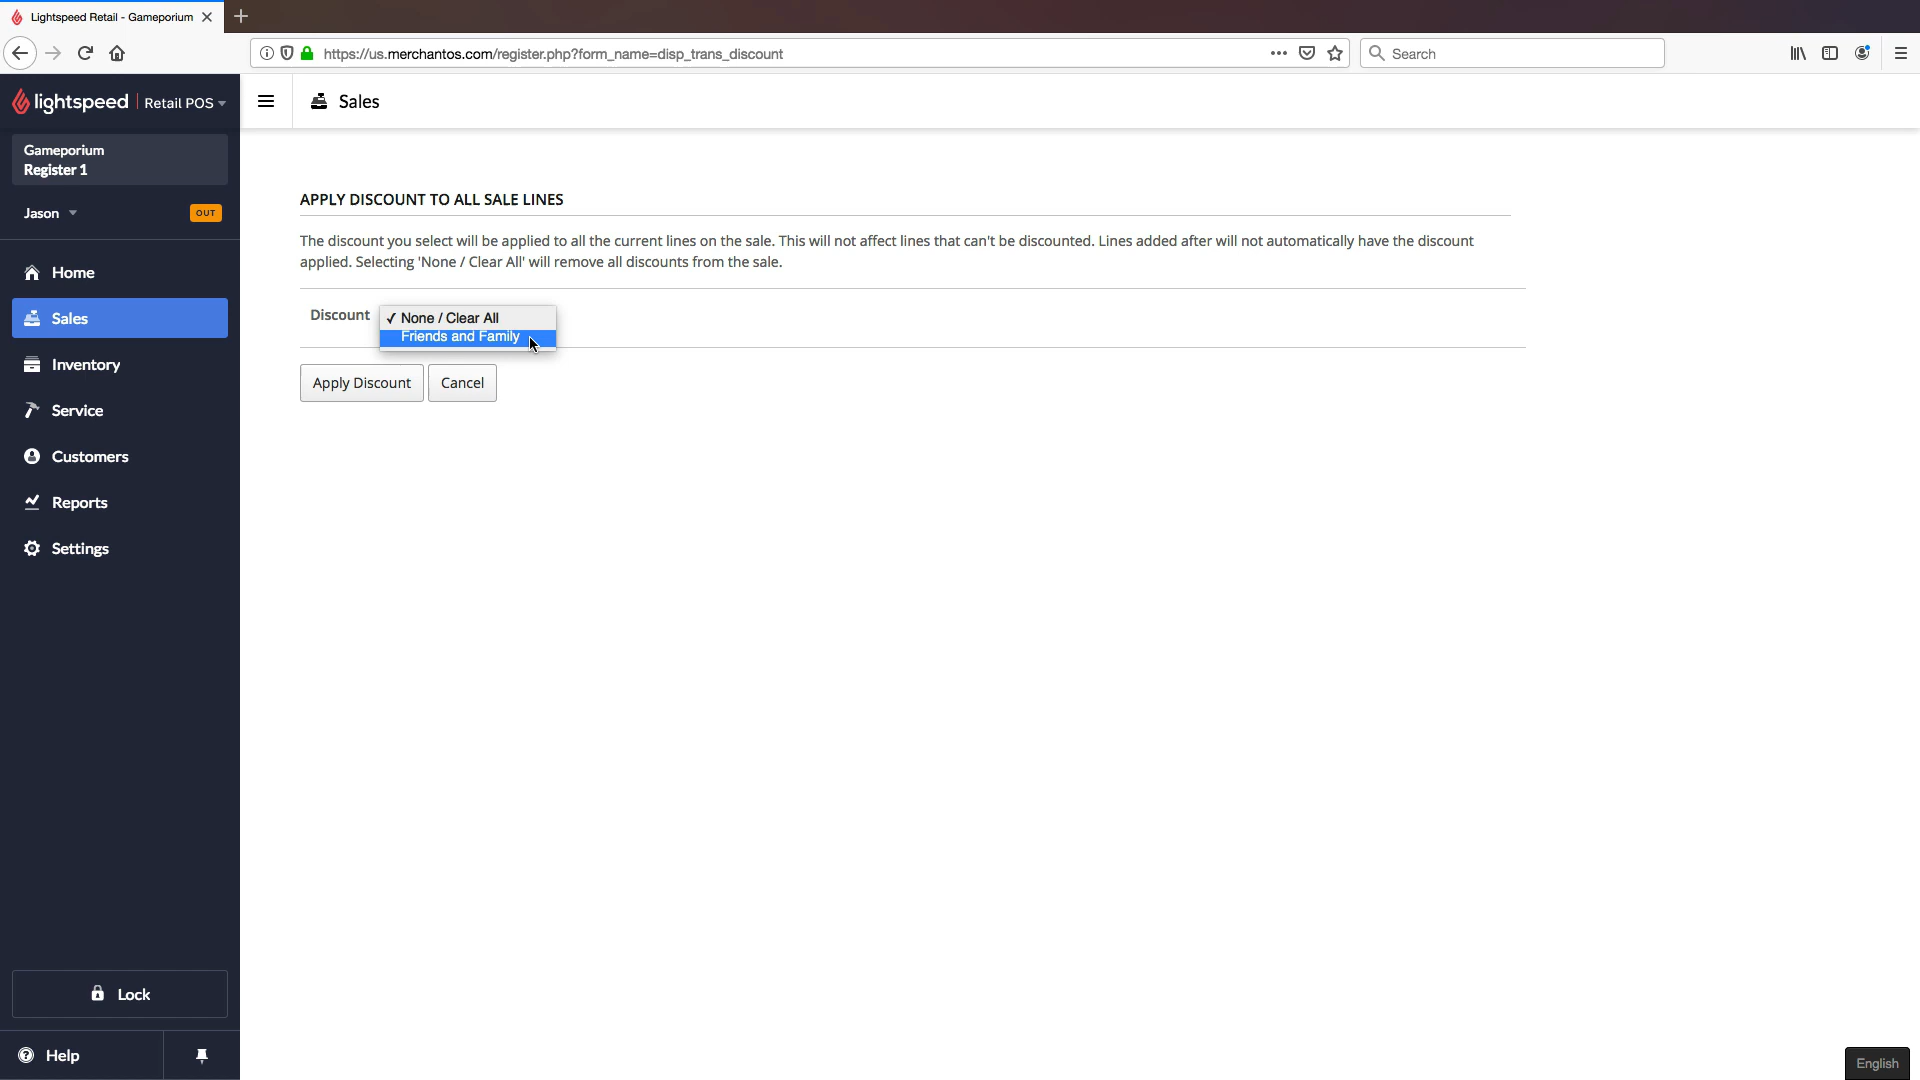 Lightspeed Retail - Gameporium
https://us.merchantos.com/register.php?form_name=disp_trans_discount
Search
lightspeed Retail POS
Sales
Gameporium
Register 1
Jason OUT
Home
Sales
Inventory
Service
Customers
Reports
Settings
Lock
Help
APPLY DISCOUNT TO ALL SALE LINES
The discount you select will be applied to all the current lines on the sale. This will not affect lines that can't be discounted. Lines added after will not automatically have the discount
applied. Selecting 'None / Clear All' will remove all discounts from the sale.
Discount ✓ None / Clear All
Friends and Family
Apply Discount Cancel
English